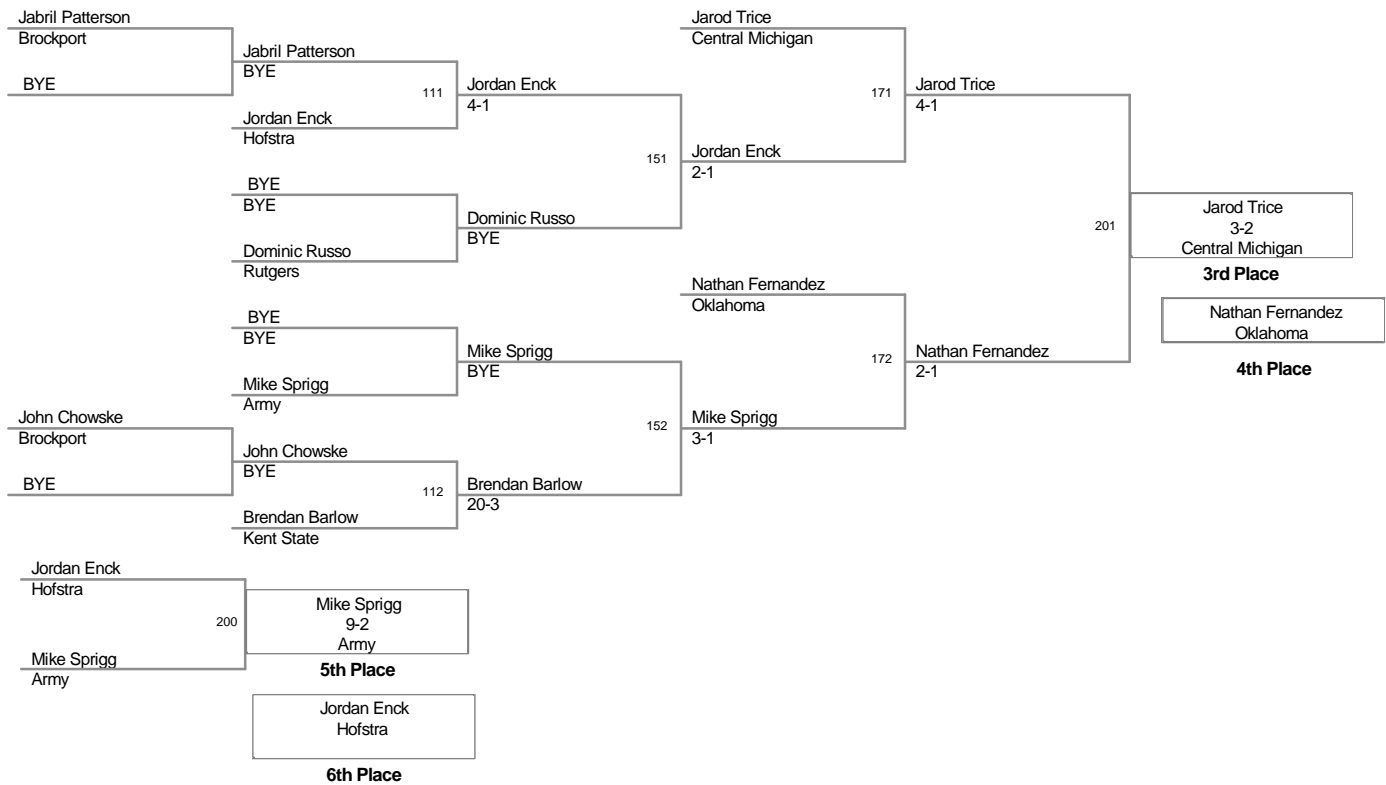 Jabril Patterson
Brockport
BYE
Jabril Patterson
BYE
111
Jordan Enck
Hofstra
Jordan Enck
4-1
BYE
BYE
Dominic Russo
Rutgers
Dominic Russo
BYE
151
Jordan Enck
2-1
Jarod Trice
Central Michigan
171
Jarod Trice
4-1
BYE
BYE
Mike Sprigg
Army
Mike Sprigg
BYE
John Chowske
Brockport
BYE
John Chowske
BYE
112
Brendan Barlow
Kent State
Brendan Barlow
20-3
152
Mike Sprigg
3-1
Nathan Fernandez
Oklahoma
172
Nathan Fernandez
2-1
201
Jarod Trice
3-2
Central Michigan
3rd Place
Nathan Fernandez
Oklahoma
4th Place
Jordan Enck
Hofstra
200
Mike Sprigg
Army
Mike Sprigg
9-2
Army
5th Place
Jordan Enck
Hofstra
6th Place